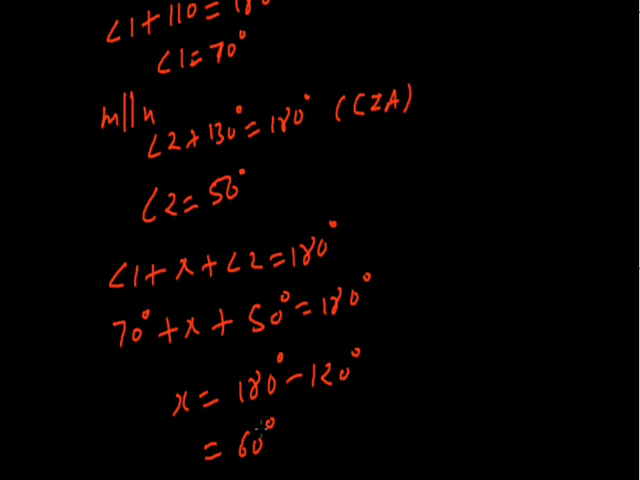 ∠1 + 110 = 180°
∠1 = 70°
m || n
∠2 + 130° = 180° (CIA)
∠2 = 50°
∠1 + x + ∠2 = 180°
70° + x + 50° = 180°
x = 180° - 120°
= 60°